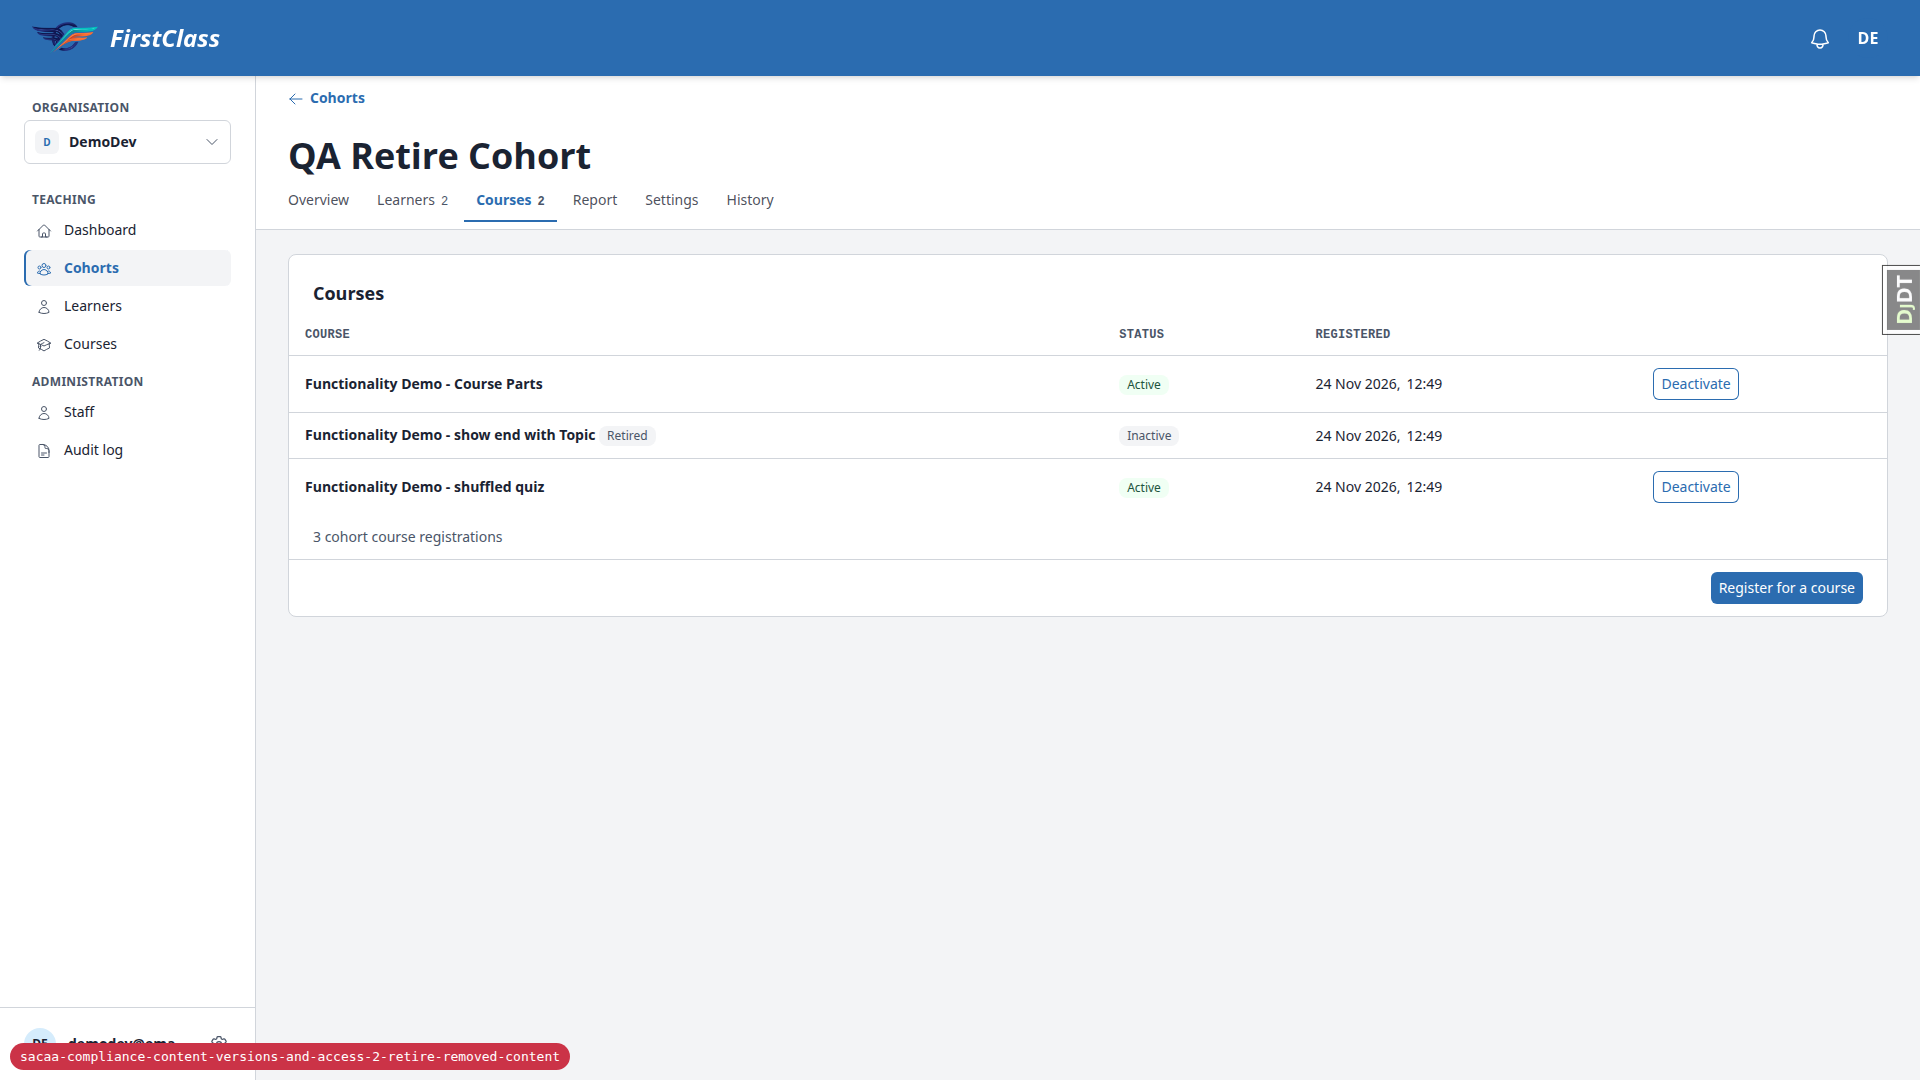 FirstClass
DE
ORGANISATION
D DemoDev
TEACHING
Dashboard
Cohorts
Learners
Courses
ADMINISTRATION
Staff
Audit log
Cohorts
QA Retire Cohort
Overview Learners 2 Courses 2 Report Settings History
Courses
COURSE STATUS REGISTERED
Functionality Demo - Course Parts Active 24 Nov 2026, 12:49 Deactivate
Functionality Demo - show end with Topic Retired Inactive 24 Nov 2026, 12:49
Functionality Demo - shuffled quiz Active 24 Nov 2026, 12:49 Deactivate
3 cohort course registrations
Register for a course
DJDT
sacaa-compliance-content-versions-and-access-2-retire-removed-content